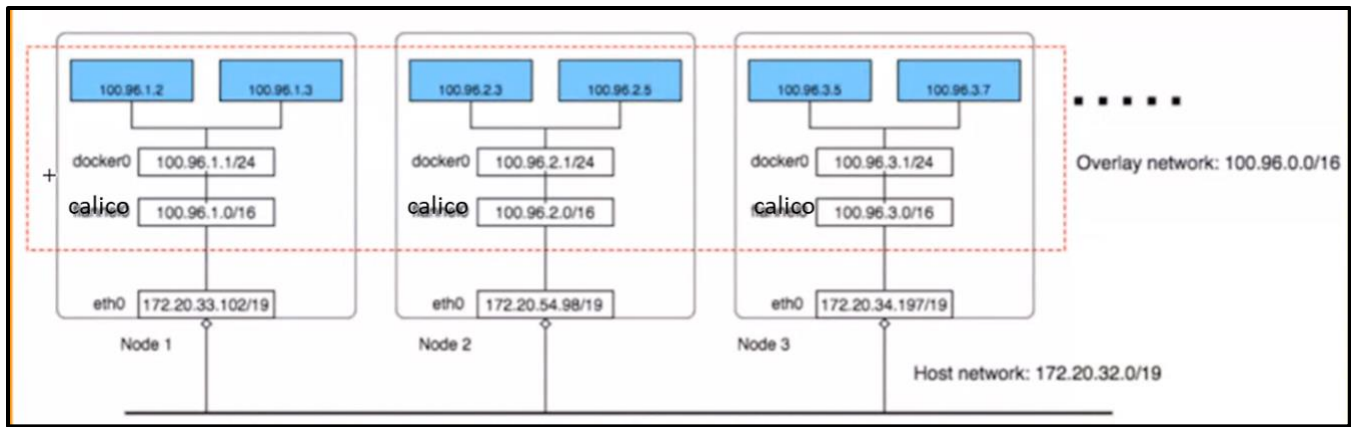 100.96.1.2
100.96.1.3
100.96.2.3
100.96.2.5
100.96.3.5
100.96.3.7
docker0 100.96.1.1/24
docker0 100.96.2.1/24
docker0 100.96.3.1/24
Overlay network: 100.96.0.0/16
calico 100.96.1.0/16
calico 100.96.2.0/16
calico 100.96.3.0/16
eth0 172.20.33.102/19
eth0 172.20.54.98/19
eth0 172.20.34.197/19
Node 1
Node 2
Node 3
Host network: 172.20.32.0/19